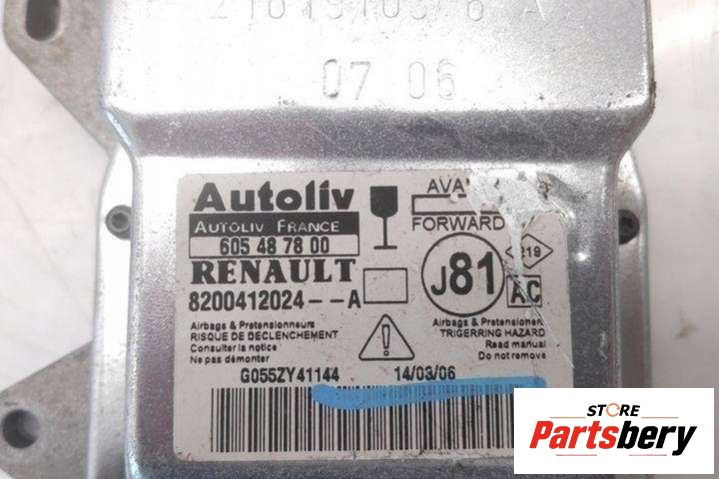 07 06
Autoliv
AUTOLIV FRANCE
605 48 78 00
RENAULT
8200412024--A
Airbags & Pretensionneurs
RISQUE DE DECLENCHEMENT
Consulter la notice
Ne pas démonter
FORWARD
J81
219
AC
Airbags & Pretensioner
TRIGERRING HAZARD
Read manual
Do not remove
G055ZY41144 14/03/06
STORE
Partsbery